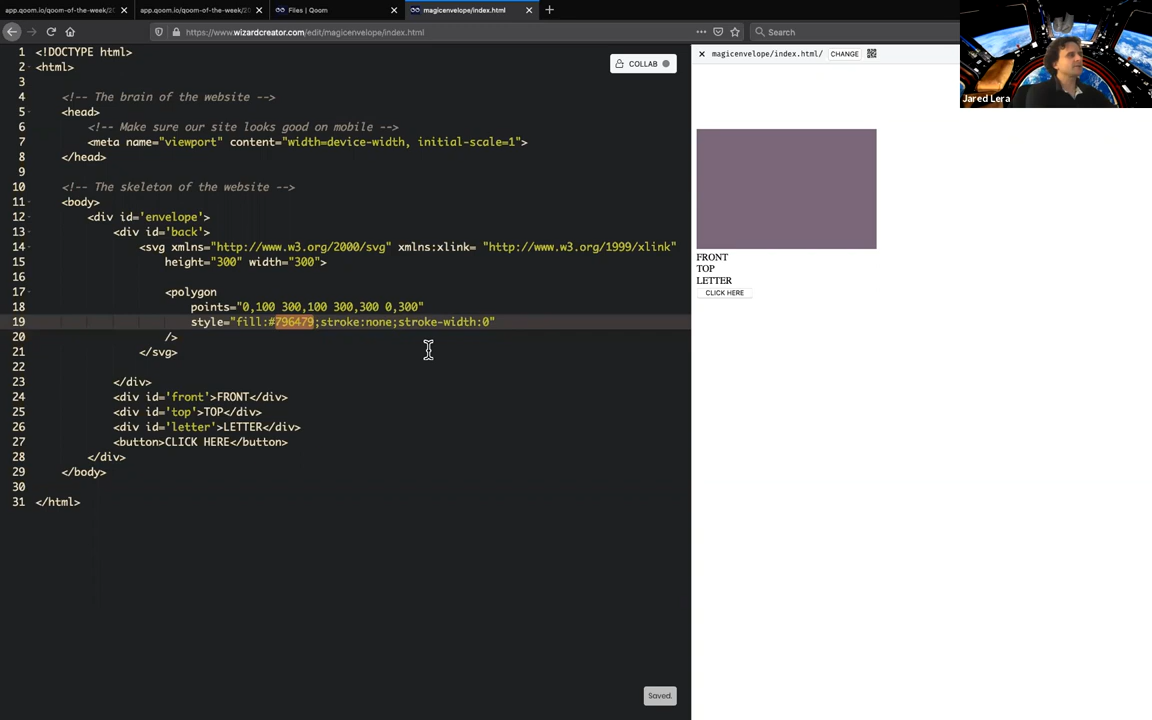 app.qoom.io/qoom-of-the-week/20
app.qoom.io/qoom-of-the-week/2(
Files | Qoom
magicenvelope/index.html
https://www.wizardcreator.com/edit/magicenvelope/index.html
Search
COLLAB
magicenvelope/index.html/ CHANGE
Jared Lera
1 <!DOCTYPE html>
2 <html>
3
4 <!-- The brain of the website -->
5 <head>
6 <!-- Make sure our site looks good on mobile -->
7 <meta name="viewport" content="width=device-width, initial-scale=1">
8 </head>
9
10 <!-- The skeleton of the website -->
11 <body>
12 <div id='envelope'>
13 <div id='back'>
14 <svg xmlns="http://www.w3.org/2000/svg" xmlns:xlink= "http://www.w3.org/1999/xlink"
15 height="300" width="300">
16
17 <polygon
18 points="0,100 300,100 300,300 0,300"
19 style="fill:#796479;stroke:none;stroke-width:0"
20 />
21 </svg>
22
23 </div>
24 <div id='front'>FRONT</div>
25 <div id='top'>TOP</div>
26 <div id='letter'>LETTER</div>
27 <button>CLICK HERE</button>
28 </div>
29 </body>
30
31 </html>
FRONT
TOP
LETTER
CLICK HERE
Saved.